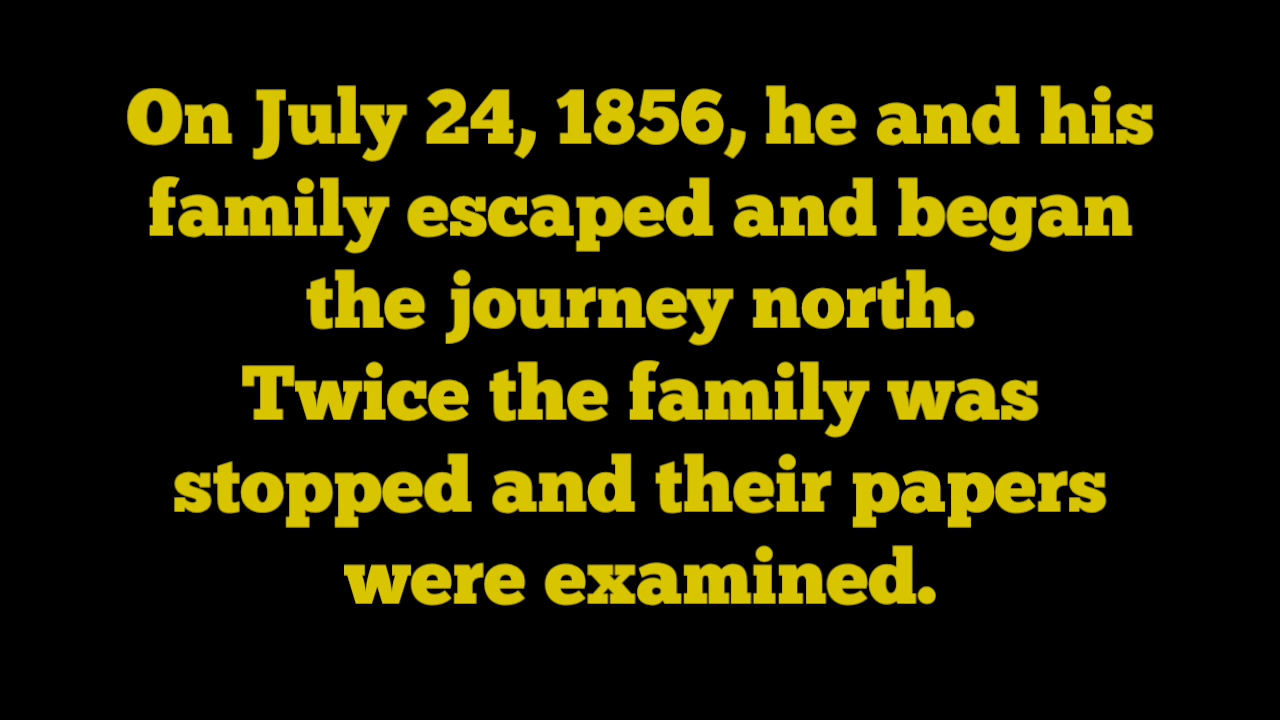 On July 24, 1856, he and his
family escaped and began
the journey north.
Twice the family was
stopped and their papers
were examined.